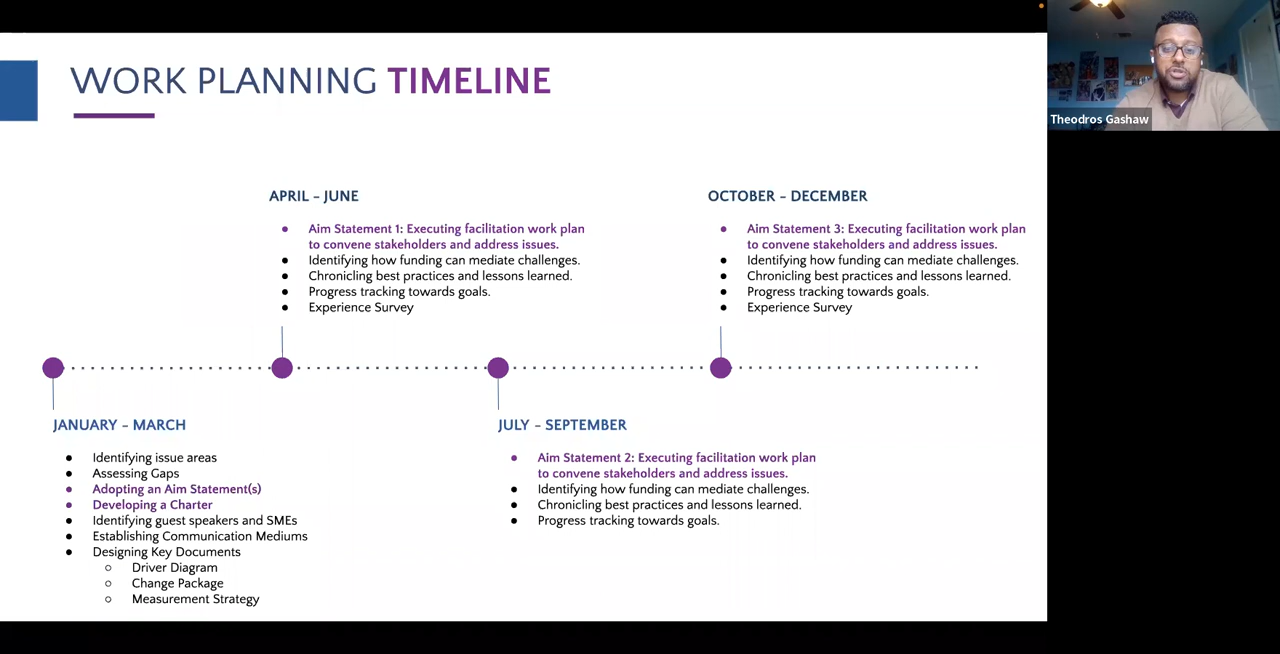 WORK PLANNING TIMELINE
Theodros Gashaw
APRIL – JUNE
● Aim Statement 1: Executing facilitation work plan
to convene stakeholders and address issues.
● Identifying how funding can mediate challenges.
● Chronicling best practices and lessons learned.
● Progress tracking towards goals.
● Experience Survey
OCTOBER – DECEMBER
● Aim Statement 3: Executing facilitation work plan
to convene stakeholders and address issues.
● Identifying how funding can mediate challenges.
● Chronicling best practices and lessons learned.
● Progress tracking towards goals.
● Experience Survey
JANUARY – MARCH
● Identifying issue areas
● Assessing Gaps
● Adopting an Aim Statement(s)
● Developing a Charter
● Identifying guest speakers and SMEs
● Establishing Communication Mediums
● Designing Key Documents
○ Driver Diagram
○ Change Package
○ Measurement Strategy
JULY – SEPTEMBER
● Aim Statement 2: Executing facilitation work plan
to convene stakeholders and address issues.
● Identifying how funding can mediate challenges.
● Chronicling best practices and lessons learned.
● Progress tracking towards goals.